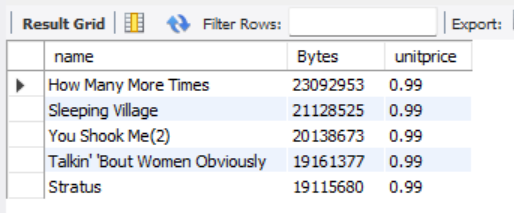 Result Grid Filter Rows: Export:
name Bytes unitprice
How Many More Times 23092953 0.99
Sleeping Village 21128525 0.99
You Shook Me(2) 20138673 0.99
Talkin' 'Bout Women Obviously 19161377 0.99
Stratus 19115680 0.99